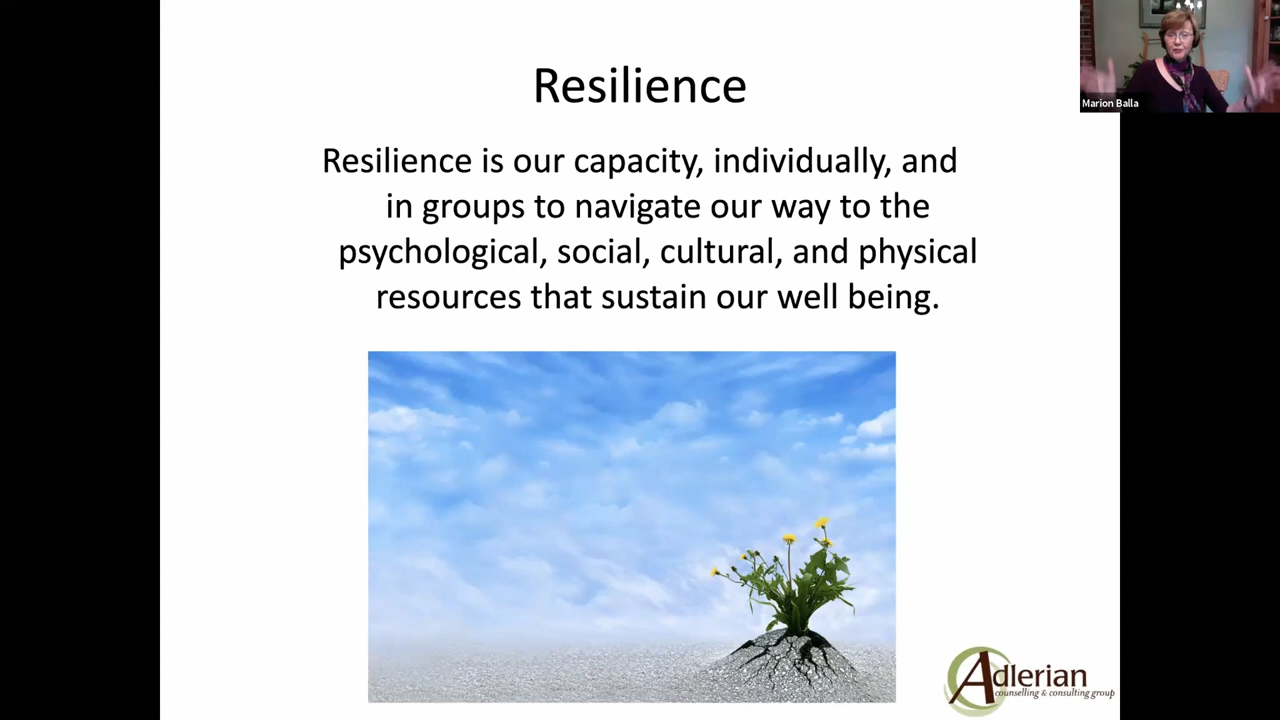 Resilience
Marion Balla
Resilience is our capacity, individually, and
in groups to navigate our way to the
psychological, social, cultural, and physical
resources that sustain our well being.
Adlerian
counselling & consulting group